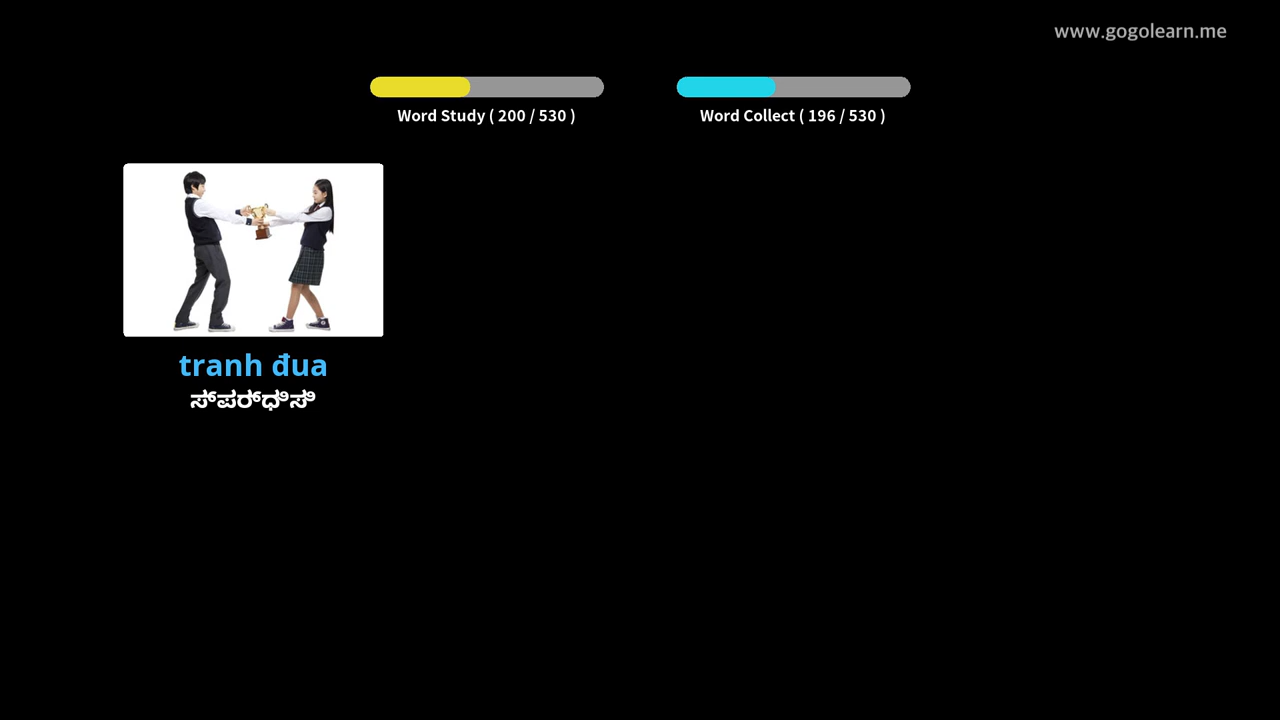 www.gogolearn.me
Word Study ( 200 / 530 )
Word Collect ( 196 / 530 )
tranh đua
ಸ್ಪರ್ಧಿಸಿ